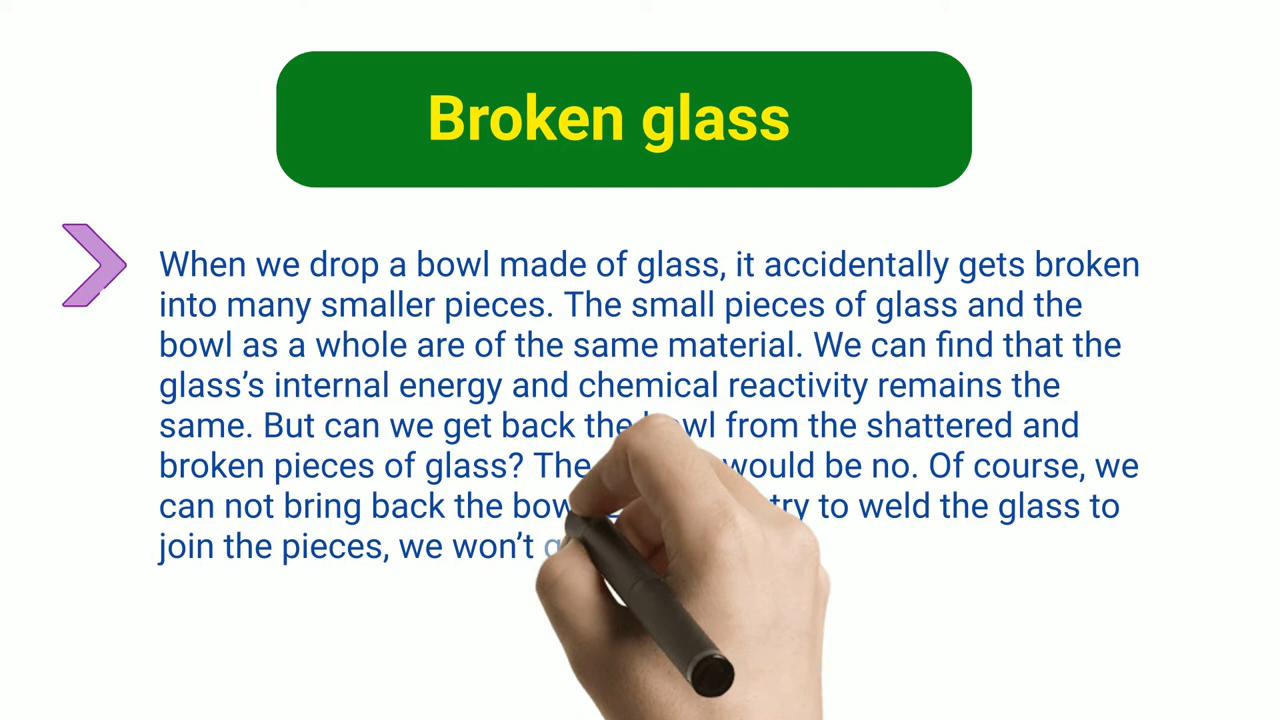 Broken glass
When we drop a bowl made of glass, it accidentally gets broken
into many smaller pieces. The small pieces of glass and the
bowl as a whole are of the same material. We can find that the
glass’s internal energy and chemical reactivity remains the
same. But can we get back the bowl from the shattered and
broken pieces of glass? The would be no. Of course, we
can not bring back the try to weld the glass to
join the pieces, we won’t